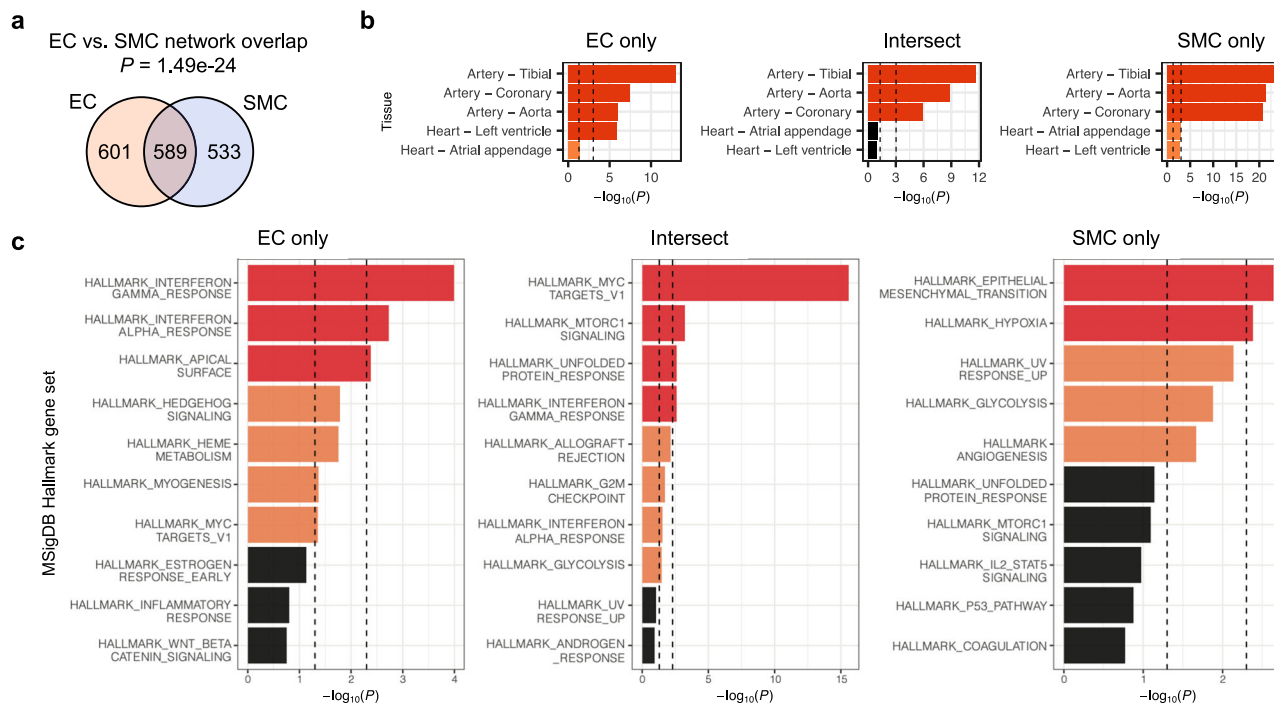 a
EC vs. SMC network overlap
P = 1.49e-24
EC
SMC
601
589
533
b
Tissue
EC only
Artery – Tibial
Artery – Coronary
Artery – Aorta
Heart – Left ventricle
Heart – Atrial appendage
0 5 10
−log10(P)
Intersect
Artery – Tibial
Artery – Aorta
Artery – Coronary
Heart – Atrial appendage
Heart – Left ventricle
0 3 6 9 12
−log10(P)
SMC only
Artery – Tibial
Artery – Aorta
Artery – Coronary
Heart – Atrial appendage
Heart – Left ventricle
0 5 10 15 20
−log10(P)
c
MSigDB Hallmark gene set
EC only
HALLMARK_INTERFERON
GAMMA_RESPONSE
HALLMARK_INTERFERON
ALPHA_RESPONSE
HALLMARK_APICAL
SURFACE
HALLMARK_HEDGEHOG
SIGNALING
HALLMARK_HEME
METABOLISM
HALLMARK_MYOGENESIS
HALLMARK_MYC
TARGETS_V1
HALLMARK_ESTROGEN
RESPONSE_EARLY
HALLMARK_INFLAMMATORY
RESPONSE
HALLMARK_WNT_BETA
CATENIN_SIGNALING
0 1 2 3 4
−log10(P)
Intersect
HALLMARK_MYC
TARGETS_V1
HALLMARK_MTORC1
SIGNALING
HALLMARK_UNFOLDED
PROTEIN_RESPONSE
HALLMARK_INTERFERON
GAMMA_RESPONSE
HALLMARK_ALLOGRAFT
REJECTION
HALLMARK_G2M
CHECKPOINT
HALLMARK_INTERFERON
ALPHA_RESPONSE
HALLMARK_GLYCOLYSIS
HALLMARK_UV
RESPONSE_UP
HALLMARK_ANDROGEN
_RESPONSE
0 5 10 15
−log10(P)
SMC only
HALLMARK_EPITHELIAL
MESENCHYMAL_TRANSITION
HALLMARK_HYPOXIA
HALLMARK_UV
RESPONSE_UP
HALLMARK_GLYCOLYSIS
HALLMARK
ANGIOGENESIS
HALLMARK_UNFOLDED
PROTEIN_RESPONSE
HALLMARK_MTORC1
SIGNALING
HALLMARK_IL2_STAT5
SIGNALING
HALLMARK_P53_PATHWAY
HALLMARK_COAGULATION
0 1 2
−log10(P)